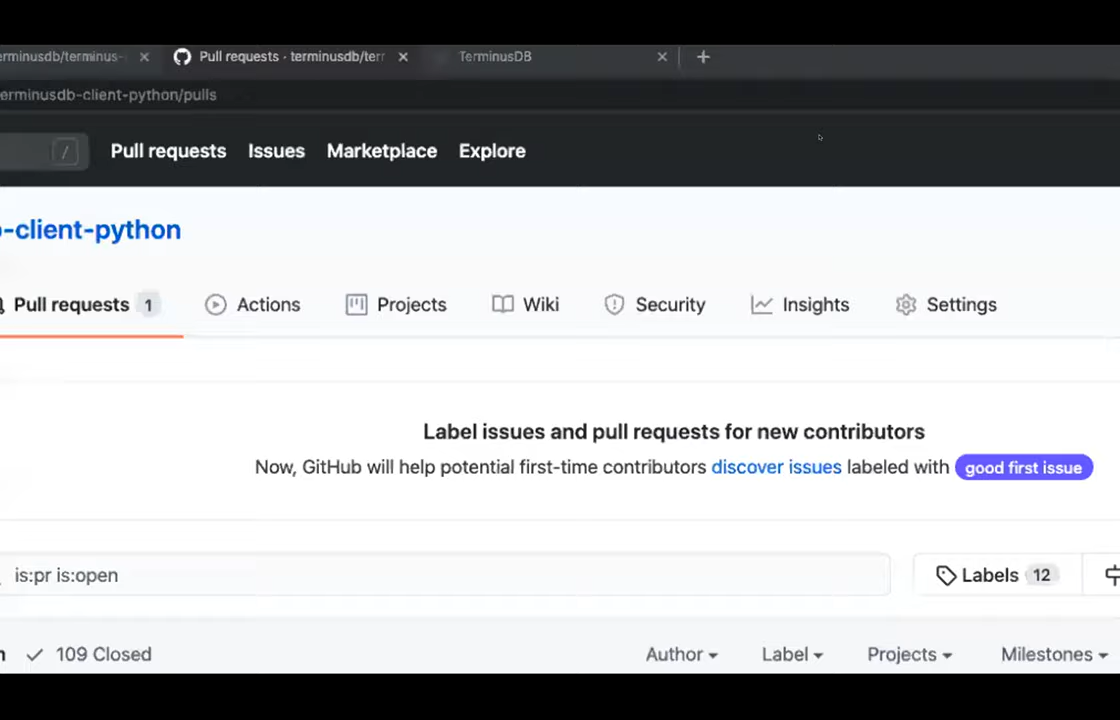 erminusdb/terminus- Pull requests · terminusdb/terr TerminusDB
erminusdb-client-python/pulls
/ Pull requests Issues Marketplace Explore
-client-python
Pull requests 1 Actions Projects Wiki Security Insights Settings
Label issues and pull requests for new contributors
Now, GitHub will help potential first-time contributors discover issues labeled with good first issue
is:pr is:open Labels 12
109 Closed Author Label Projects Milestones